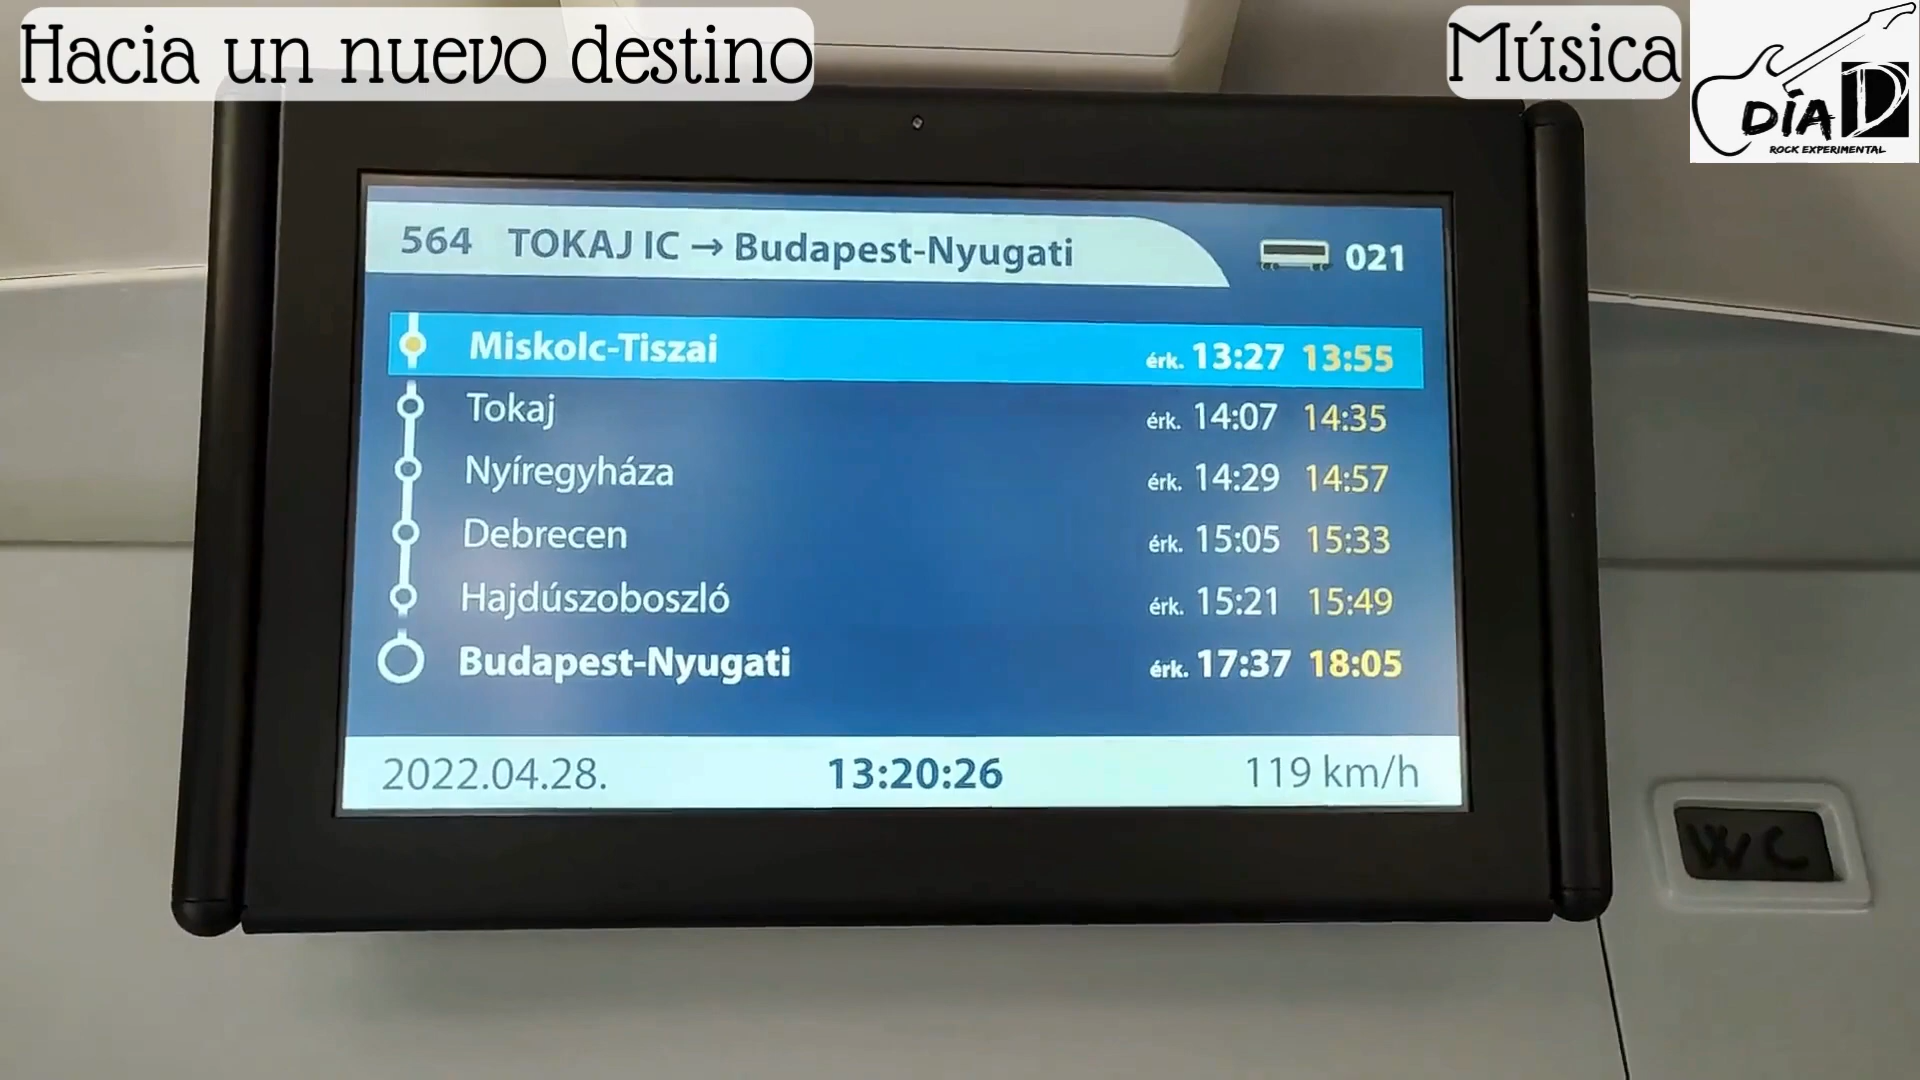 Hacia un nuevo destino
Música
DÍA D
ROCK EXPERIMENTAL
564 TOKAJ IC → Budapest-Nyugati 021
Miskolc-Tiszai érk. 13:27 13:55
Tokaj érk. 14:07 14:35
Nyíregyháza érk. 14:29 14:57
Debrecen érk. 15:05 15:33
Hajdúszoboszló érk. 15:21 15:49
Budapest-Nyugati érk. 17:37 18:05
2022.04.28. 13:20:26 119 km/h
WC